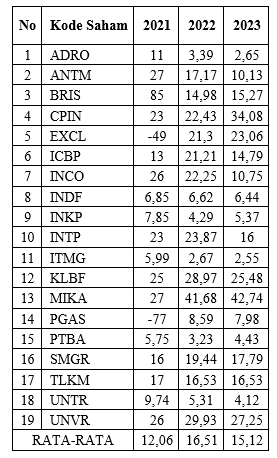 No Kode Saham 2021 2022 2023
1 ADRO 11 3,39 2,65
2 ANTM 27 17,17 10,13
3 BRIS 85 14,98 15,27
4 CPIN 23 22,43 34,08
5 EXCL -49 21,3 23,06
6 ICBP 13 21,21 14,79
7 INCO 26 22,25 10,75
8 INDF 6,85 6,62 6,44
9 INKP 7,85 4,29 5,37
10 INTP 23 23,87 16
11 ITMG 5,99 2,67 2,55
12 KLBF 25 28,97 25,48
13 MIKA 27 41,68 42,74
14 PGAS -77 8,59 7,98
15 PTBA 5,75 3,23 4,43
16 SMGR 16 19,44 17,79
17 TLKM 17 16,53 16,53
18 UNTR 9,74 5,31 4,12
19 UNVR 26 29,93 27,25
RATA-RATA 12,06 16,51 15,12